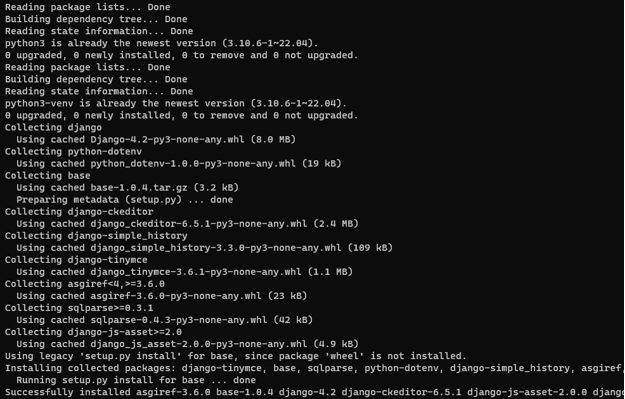 Reading package lists... Done
Building dependency tree... Done
Reading state information... Done
python3 is already the newest version (3.10.6-1~22.04).
0 upgraded, 0 newly installed, 0 to remove and 0 not upgraded.
Reading package lists... Done
Building dependency tree... Done
Reading state information... Done
python3-venv is already the newest version (3.10.6-1~22.04).
0 upgraded, 0 newly installed, 0 to remove and 0 not upgraded.
Collecting django
  Using cached Django-4.2-py3-none-any.whl (8.0 MB)
Collecting python-dotenv
  Using cached python_dotenv-1.0.0-py3-none-any.whl (19 kB)
Collecting base
  Using cached base-1.0.4.tar.gz (3.2 kB)
  Preparing metadata (setup.py) ... done
Collecting django-ckeditor
  Using cached django_ckeditor-6.5.1-py3-none-any.whl (2.4 MB)
Collecting django-simple_history
  Using cached django_simple_history-3.3.0-py3-none-any.whl (109 kB)
Collecting django-tinymce
  Using cached django_tinymce-3.6.1-py3-none-any.whl (1.1 MB)
Collecting asgiref<4,>=3.6.0
  Using cached asgiref-3.6.0-py3-none-any.whl (23 kB)
Collecting sqlparse>=0.3.1
  Using cached sqlparse-0.4.3-py3-none-any.whl (42 kB)
Collecting django-js-asset>=2.0
  Using cached django_js_asset-2.0.0-py3-none-any.whl (4.9 kB)
Using legacy 'setup.py install' for base, since package 'wheel' is not installed.
Installing collected packages: django-tinymce, base, sqlparse, python-dotenv, django-simple_history, asgiref,
  Running setup.py install for base ... done
Successfully installed asgiref-3.6.0 base-1.0.4 django-4.2 django-ckeditor-6.5.1 django-js-asset-2.0.0 django